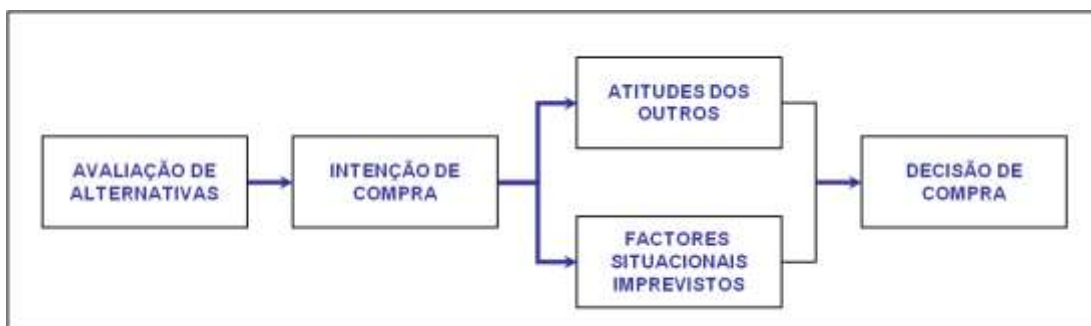 AVALIAÇÃO DE
ALTERNATIVAS
INTENÇÃO DE
COMPRA
ATITUDES DOS
OUTROS
FACTORES
SITUACIONAIS
IMPREVISTOS
DECISÃO DE
COMPRA